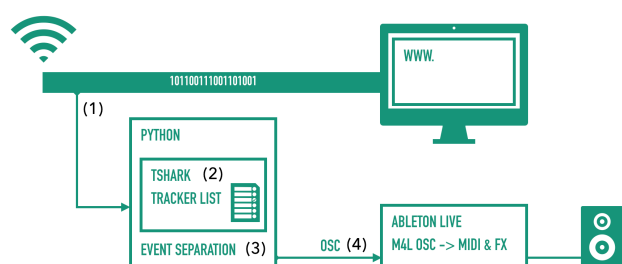 WWW.
101100111001101001
(1)
PYTHON
TSHARK (2)
TRACKER LIST
EVENT SEPARATION (3)
OSC (4)
ABLETON LIVE
M4L OSC -> MIDI & FX